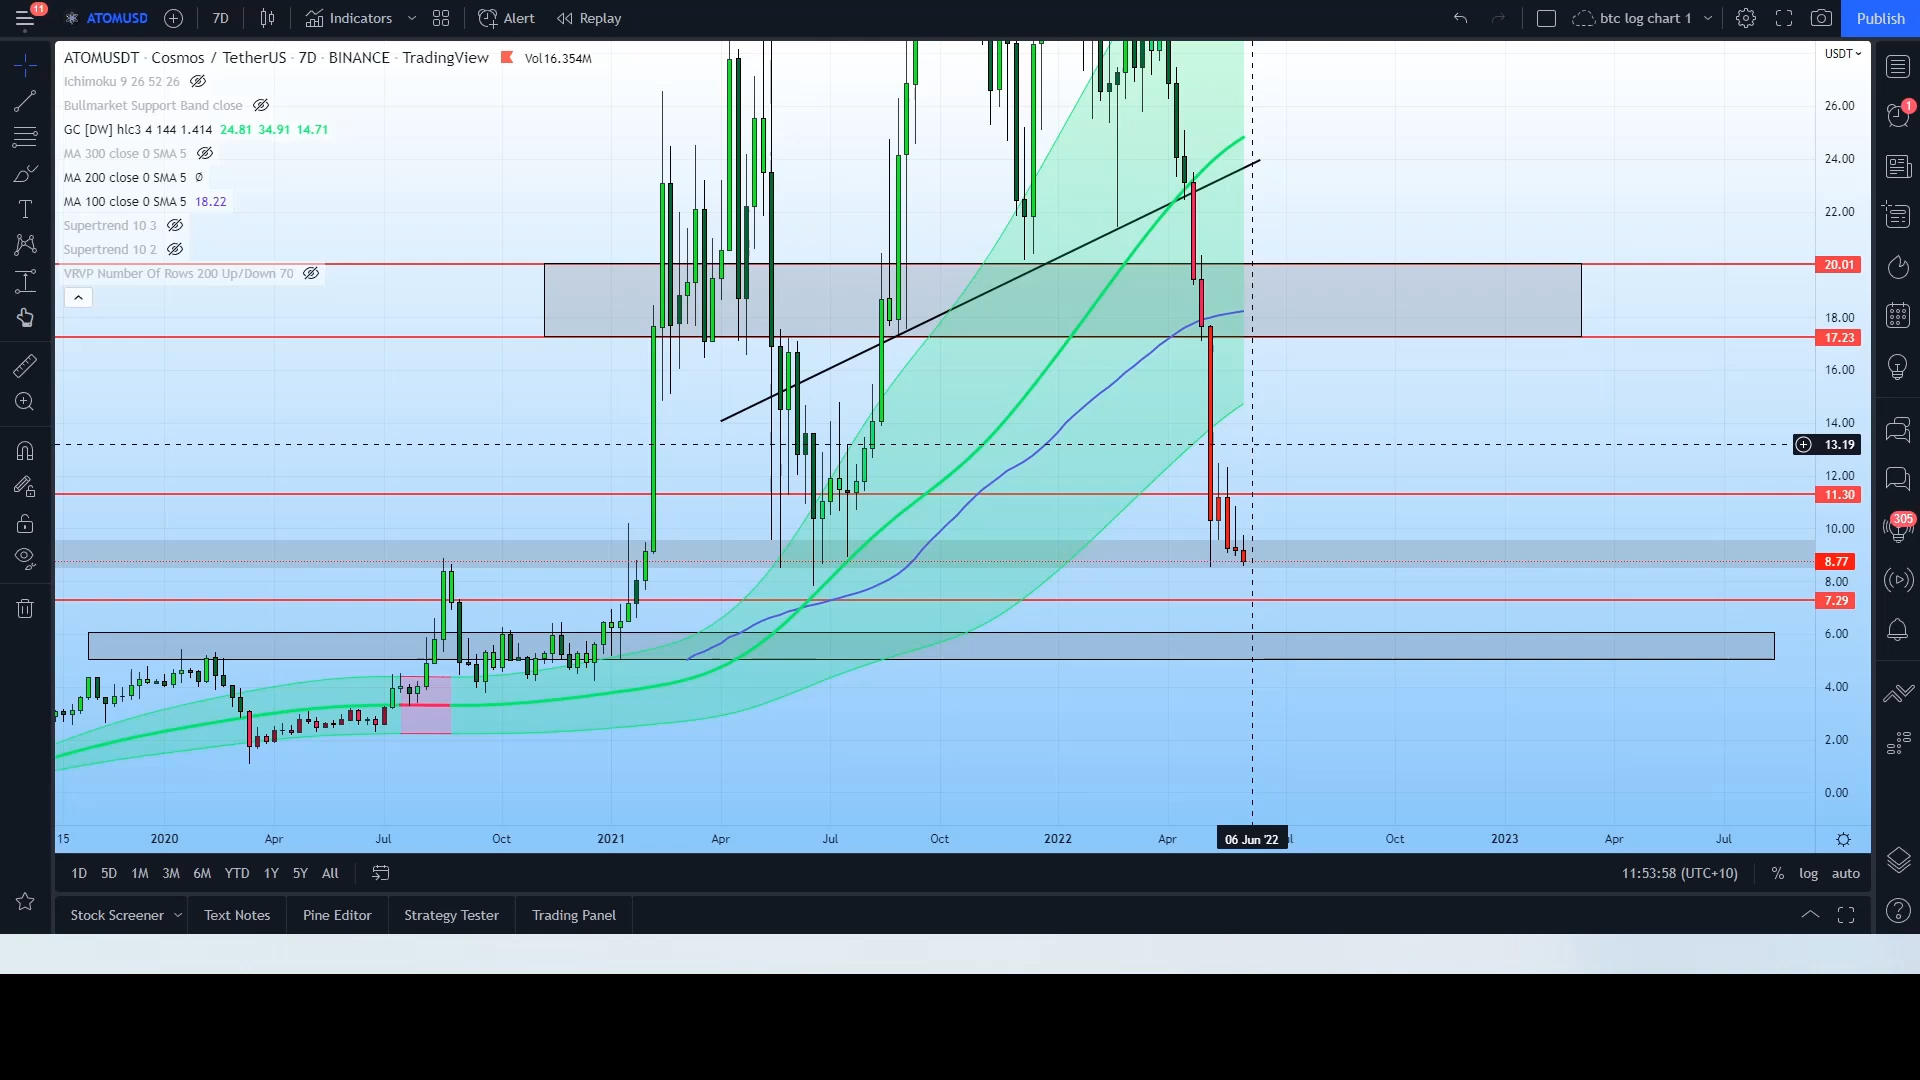 11
ATOMUSD
7D
Indicators
Alert
Replay
btc log chart 1
Publish
ATOMUSDT · Cosmos / TetherUS · 7D · BINANCE · TradingView
Vol16.354M
USDT
Ichimoku 9 26 52 26
Bullmarket Support Band close
GC [DW] hlc3 4 144 1.414 24.81 34.91 14.71
MA 300 close 0 SMA 5
MA 200 close 0 SMA 5 ∅
MA 100 close 0 SMA 5 18.22
Supertrend 10 3
Supertrend 10 2
VRVP Number Of Rows 200 Up/Down 70
26.00
24.00
22.00
20.01
18.00
17.23
16.00
14.00
13.19
12.00
11.30
10.00
8.77
8.00
7.29
6.00
4.00
2.00
0.00
1
305
15
2020
Apr
Jul
Oct
2021
Apr
Jul
Oct
2022
Apr
06 Jun '22
Oct
2023
Apr
Jul
1D 5D 1M 3M 6M YTD 1Y 5Y All
11:53:58 (UTC+10)
% log auto
Stock Screener
Text Notes
Pine Editor
Strategy Tester
Trading Panel